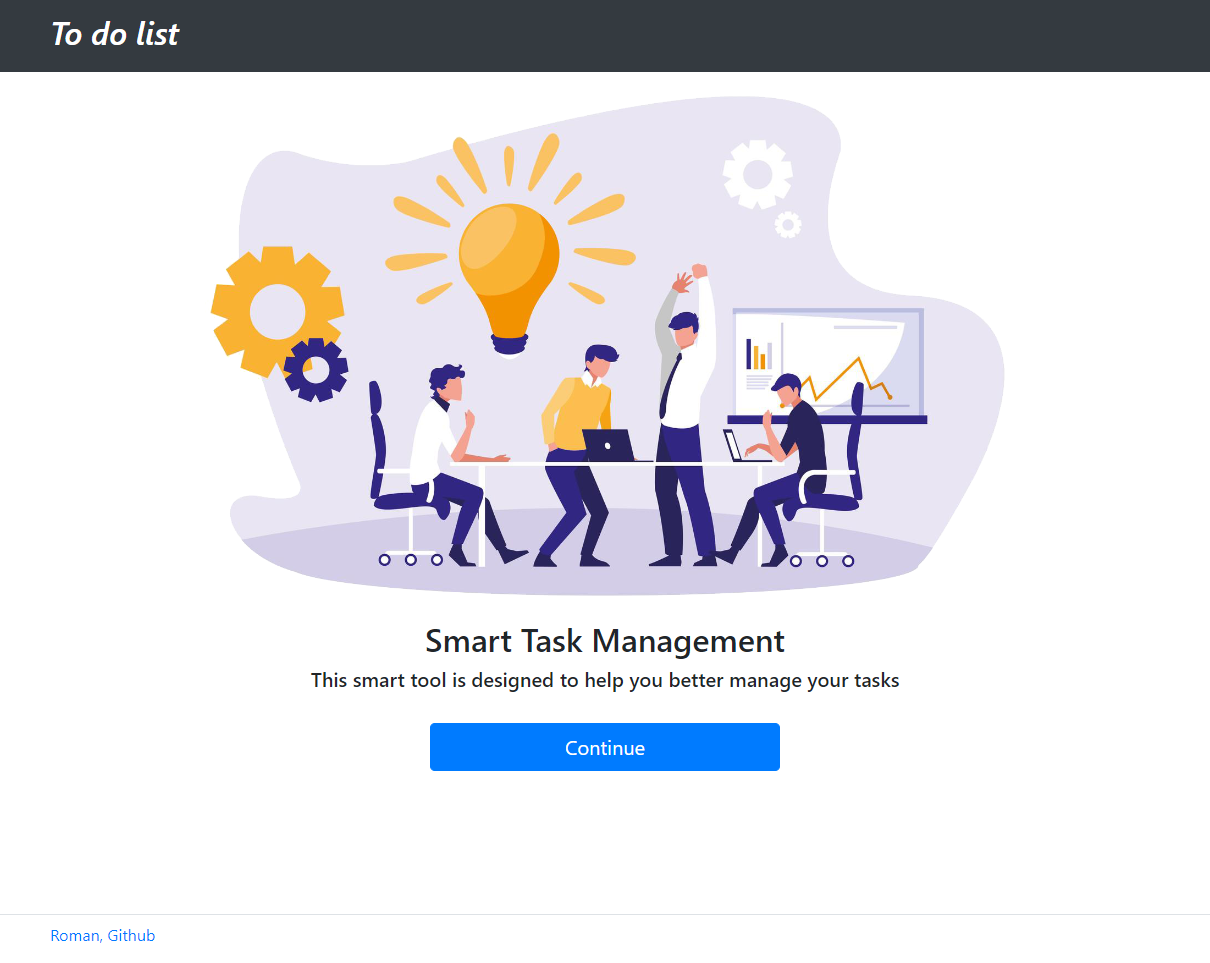 To do list
Smart Task Management
This smart tool is designed to help you better manage your tasks
Continue
Roman, Github